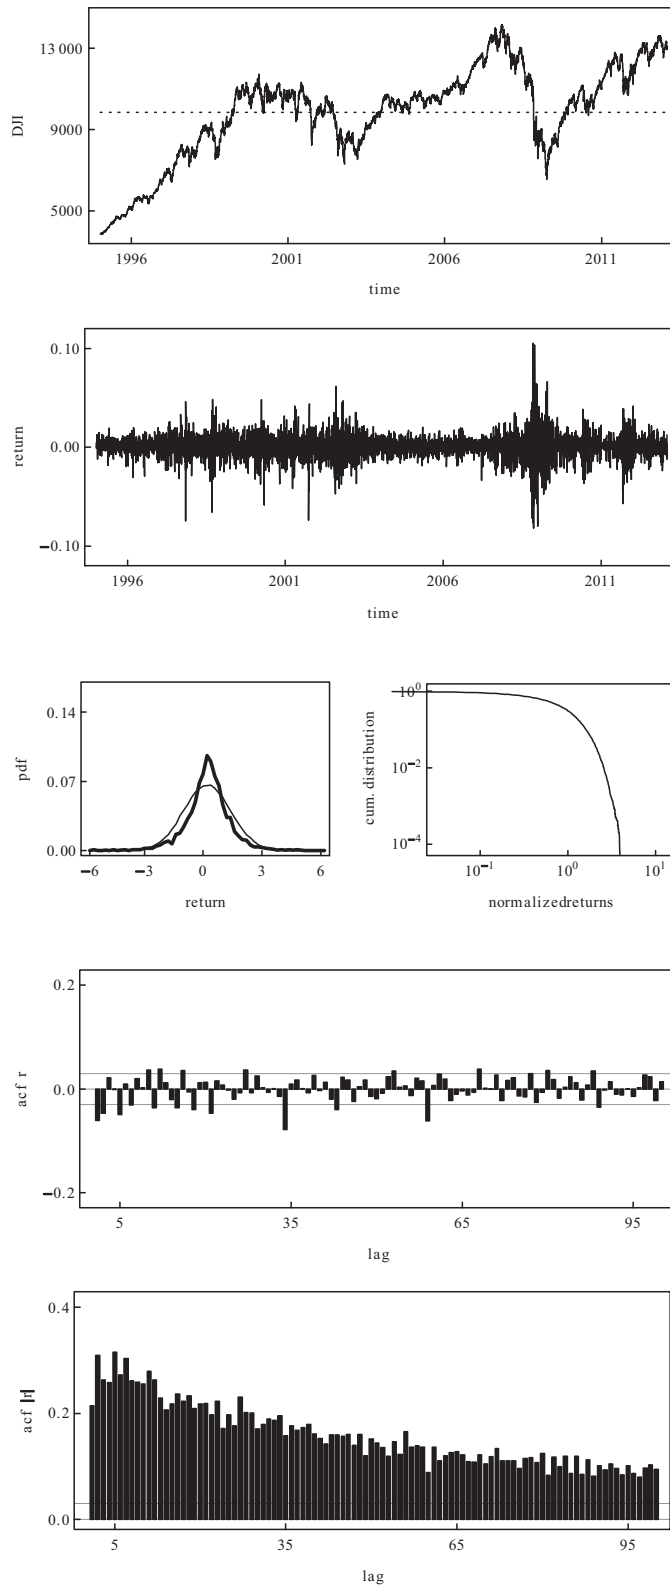 13 000
DJI
9000
5000
1996 2001 2006 2011
time
0.10
return
0.00
−0.10
1996 2001 2006 2011
time
0.14
pdf
0.07
0.00
−6 −3 0 3 6
return
10⁰
cum. distribution
10⁻²
10⁻⁴
10⁻¹ 10⁰ 10¹
normalizedreturns
0.2
acf r
0.0
−0.2
5 35 65 95
lag
0.4
acf |r|
0.2
0.0
5 35 65 95
lag